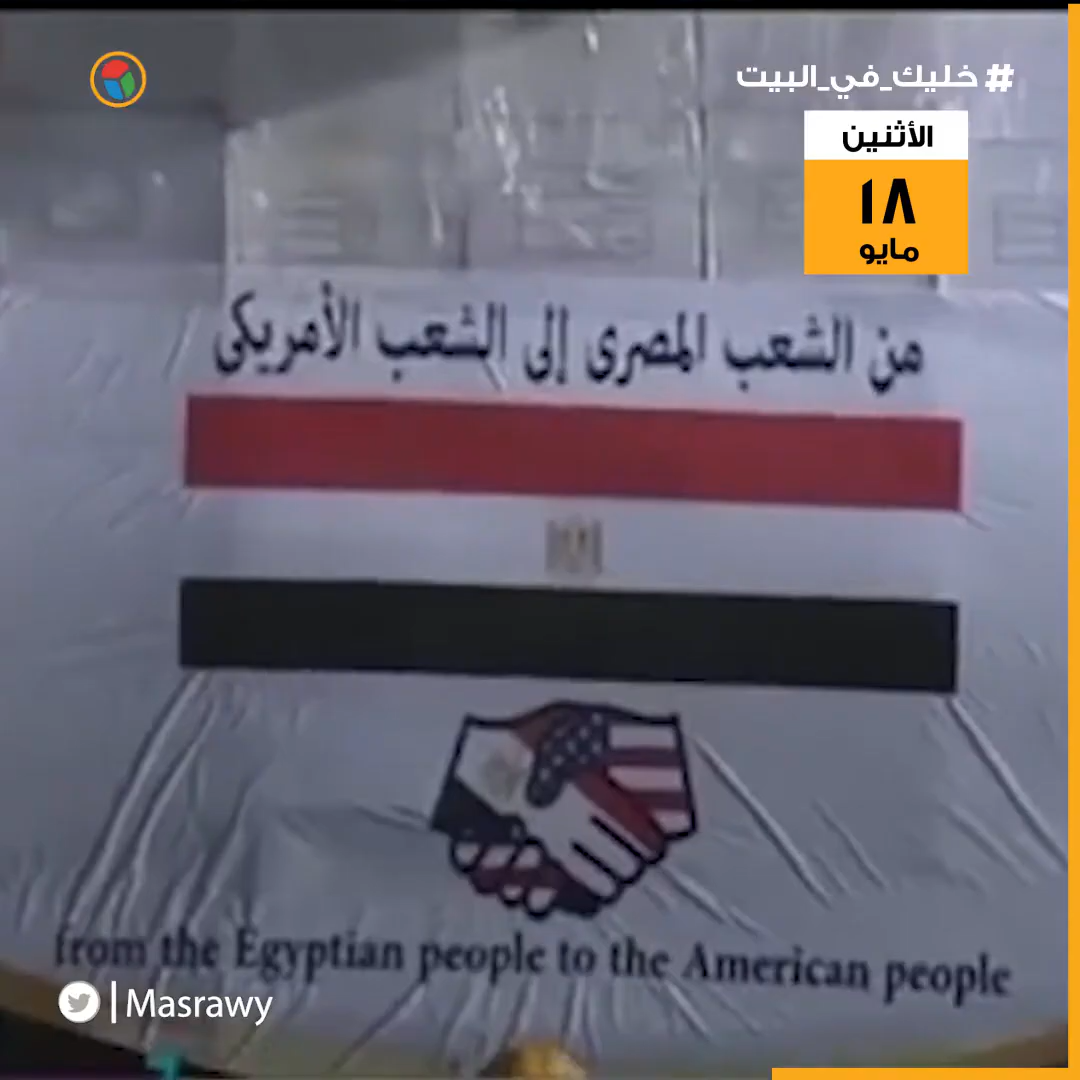 #خليك_في_البيت
الأثنين
١٨
مايو
من الشعب المصرى إلى الشعب الأمريكى
from the Egyptian people to the American people
Masrawy